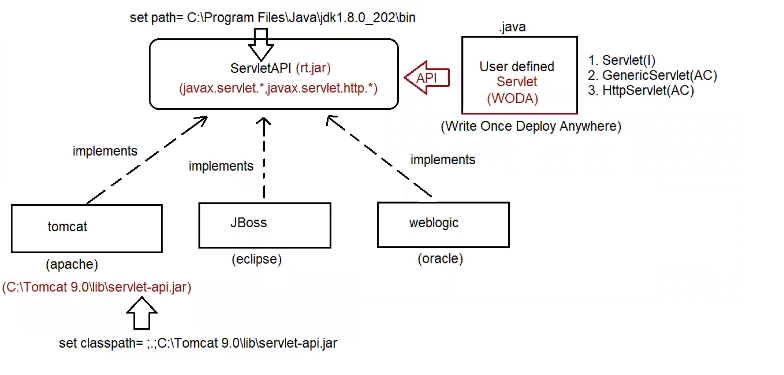 set path= C:\Program Files\Java\jdk1.8.0_202\bin
.java
ServletAPI (rt.jar)
(javax.servlet.*,javax.servlet.http.*)
API
User defined
Servlet
(WODA)
1. Servlet(I)
2. GenericServlet(AC)
3. HttpServlet(AC)
(Write Once Deploy Anywhere)
implements
implements
implements
tomcat
JBoss
weblogic
(apache)
(eclipse)
(oracle)
(C:\Tomcat 9.0\lib\servlet-api.jar)
set classpath= ;.;C:\Tomcat 9.0\lib\servlet-api.jar